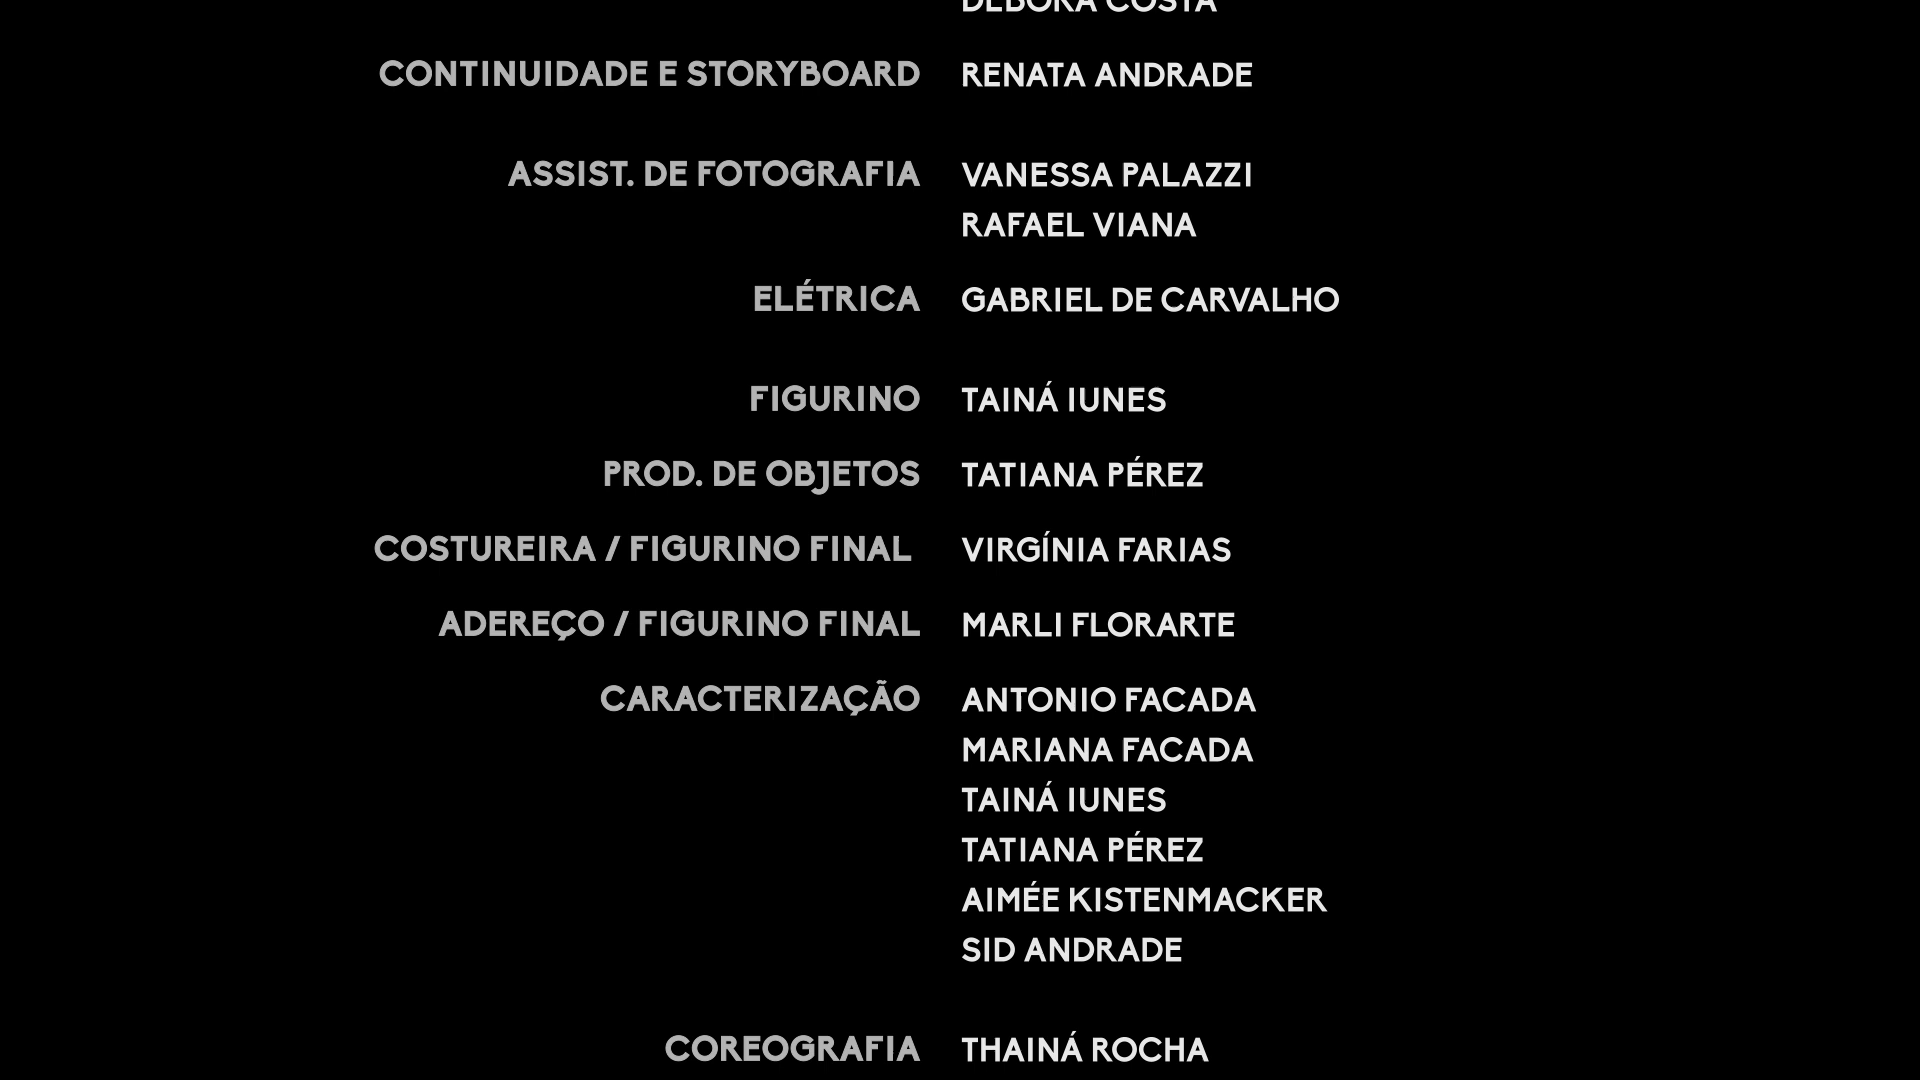 DEBORA COSTA
CONTINUIDADE E STORYBOARD RENATA ANDRADE
ASSIST. DE FOTOGRAFIA VANESSA PALAZZI
RAFAEL VIANA
ELÉTRICA GABRIEL DE CARVALHO
FIGURINO TAINÁ IUNES
PROD. DE OBJETOS TATIANA PÉREZ
COSTUREIRA / FIGURINO FINAL VIRGÍNIA FARIAS
ADEREÇO / FIGURINO FINAL MARLI FLORARTE
CARACTERIZAÇÃO ANTONIO FACADA
MARIANA FACADA
TAINÁ IUNES
TATIANA PÉREZ
AIMÉE KISTENMACKER
SID ANDRADE
COREOGRAFIA THAINÁ ROCHA